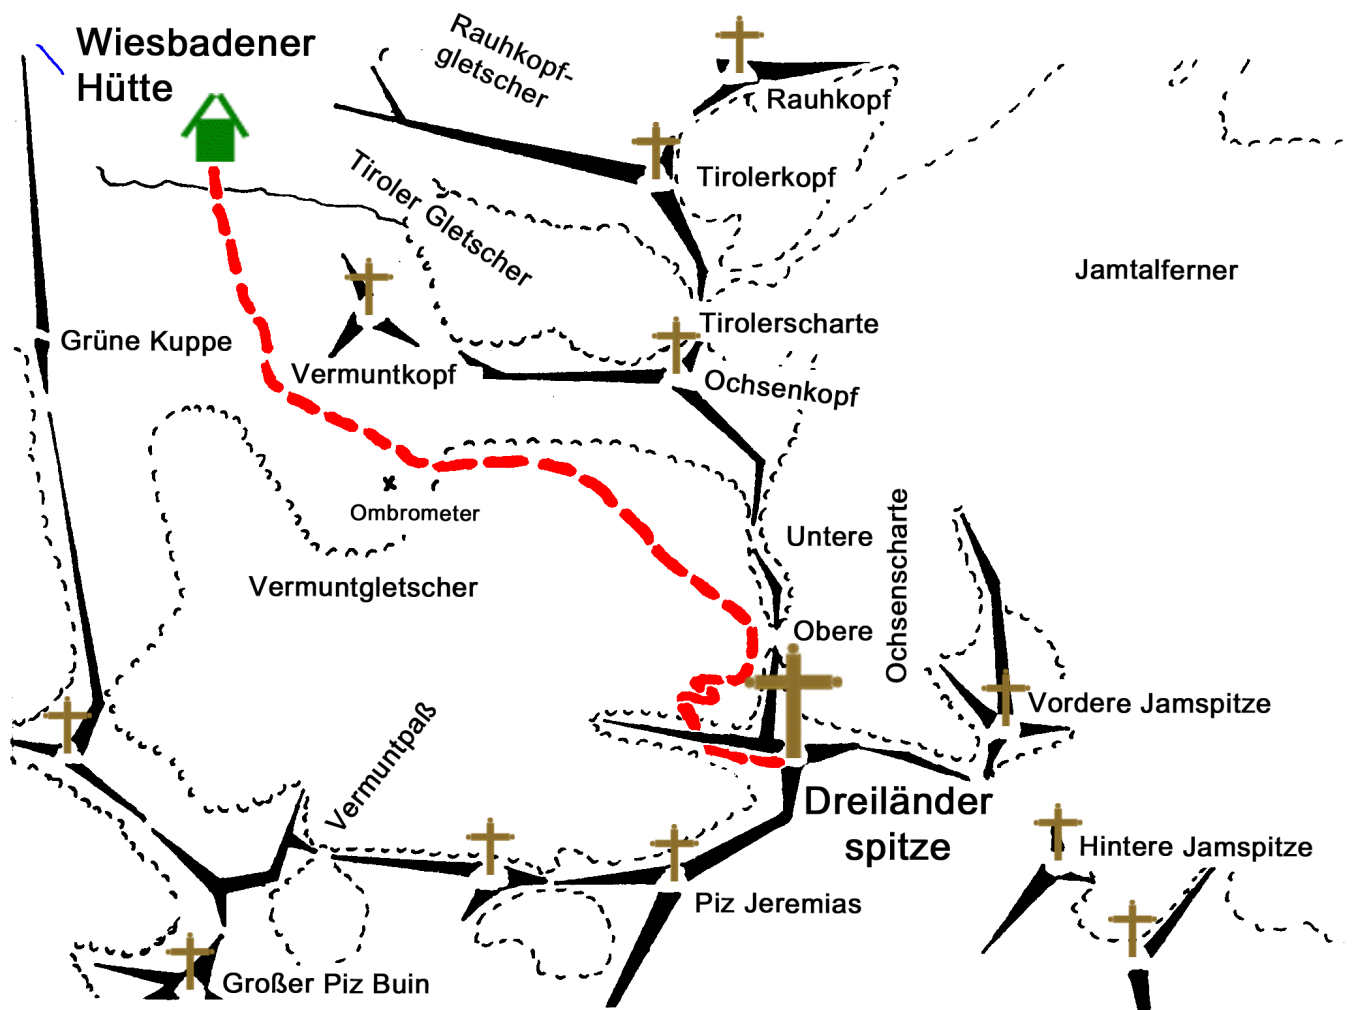 Wiesbadener
Hütte
Rauhkopf-
gletscher
Rauhkopf
Tirolerkopf
Tiroler Gletscher
Jamtalferner
Tirolerscharte
Grüne Kuppe
Vermuntkopf
Ochsenkopf
Ombrometer
Untere
Ochsenscharte
Vermuntgletscher
Obere
Vordere Jamspitze
Vermuntpaß
Dreiländer
spitze
Hintere Jamspitze
Piz Jeremias
Großer Piz Buin